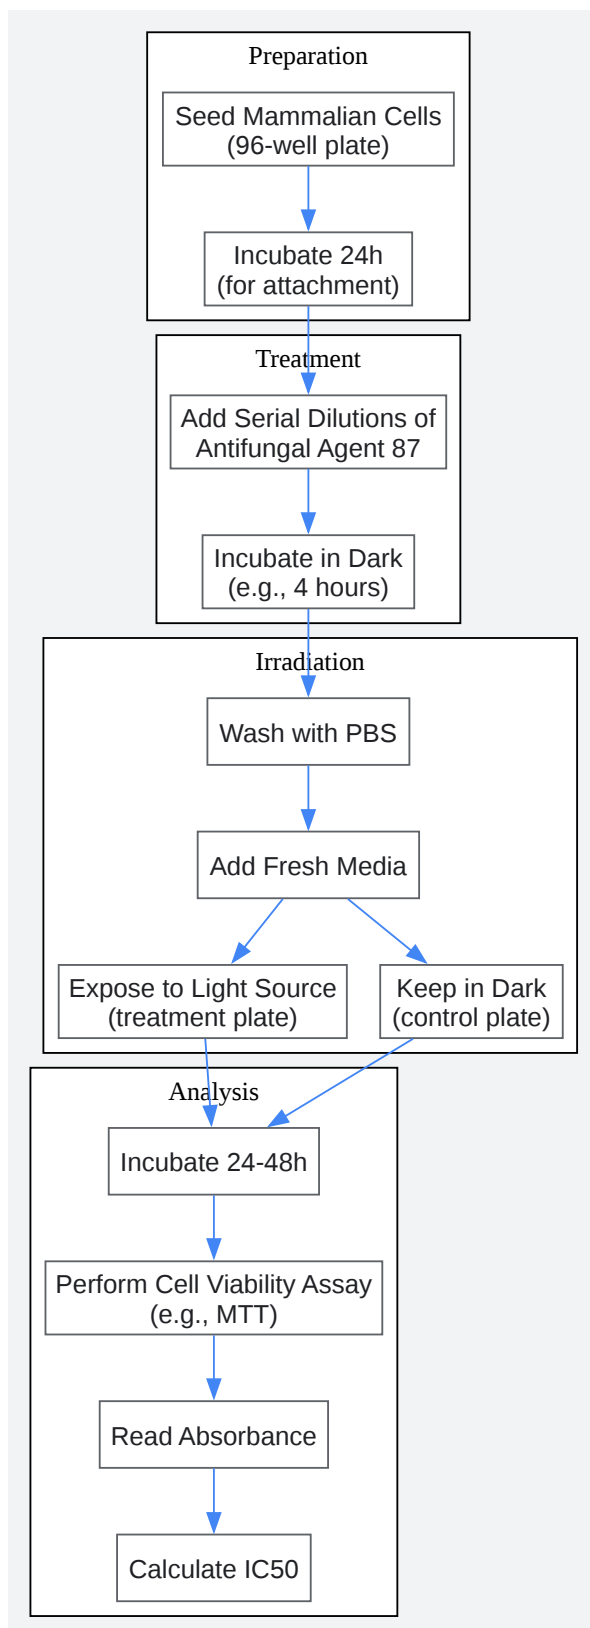 Preparation
Seed Mammalian Cells
(96-well plate)
Incubate 24h
(for attachment)
Treatment
Add Serial Dilutions of
Antifungal Agent 87
Incubate in Dark
(e.g., 4 hours)
Irradiation
Wash with PBS
Add Fresh Media
Expose to Light Source
(treatment plate)
Keep in Dark
(control plate)
Analysis
Incubate 24-48h
Perform Cell Viability Assay
(e.g., MTT)
Read Absorbance
Calculate IC50